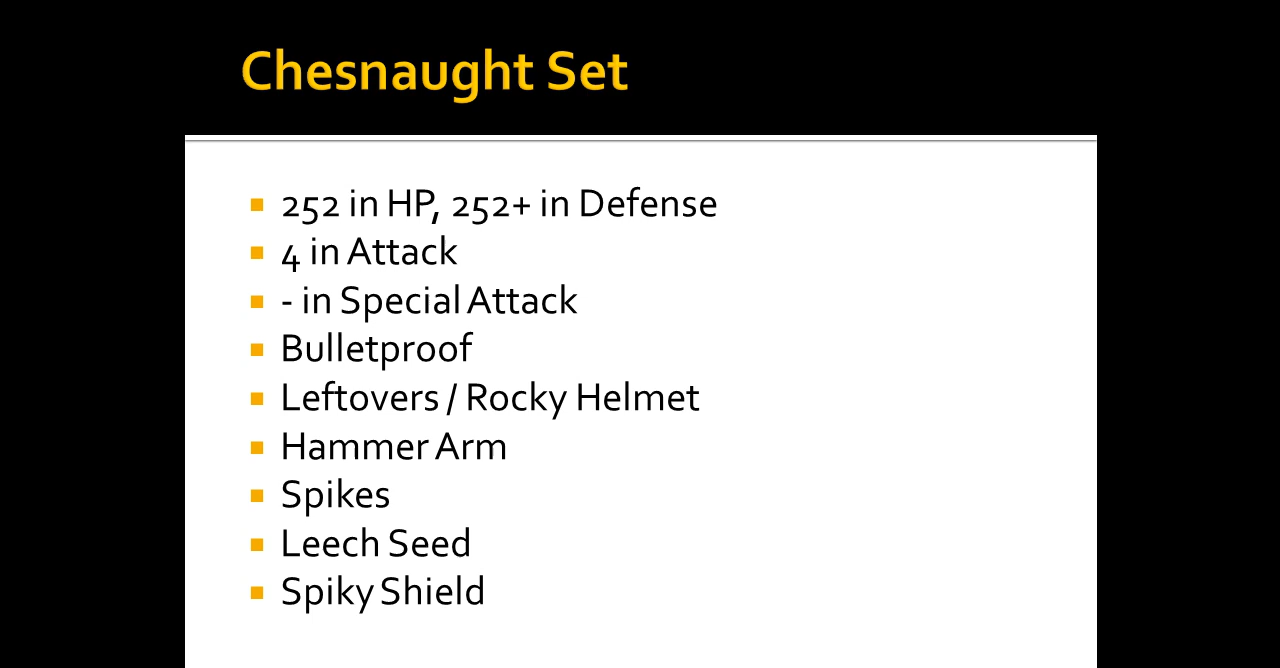 Chesnaught Set
252 in HP, 252+ in Defense
4 in Attack
- in Special Attack
Bulletproof
Leftovers / Rocky Helmet
Hammer Arm
Spikes
Leech Seed
Spiky Shield